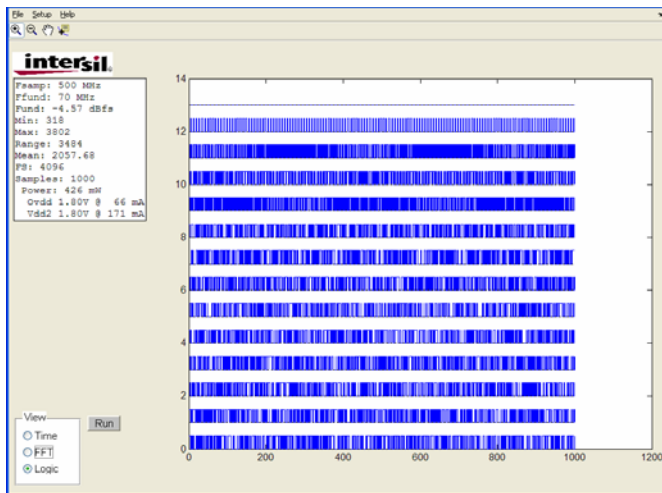 File Setup Help
intersil
Fsamp: 500 MHz
Ffund: 70 MHz
Fund: -4.57 dBfs
Min: 318
Max: 3802
Range: 3484
Mean: 2057.68
FS: 4096
Samples: 1000
Power: 426 mW
Ovdd 1.80V @ 66 mA
Vdd2 1.80V @ 171 mA
14
12
10
8
6
4
2
0
0 200 400 600 800 1000 1200
View
Time
FFT
Logic
Run